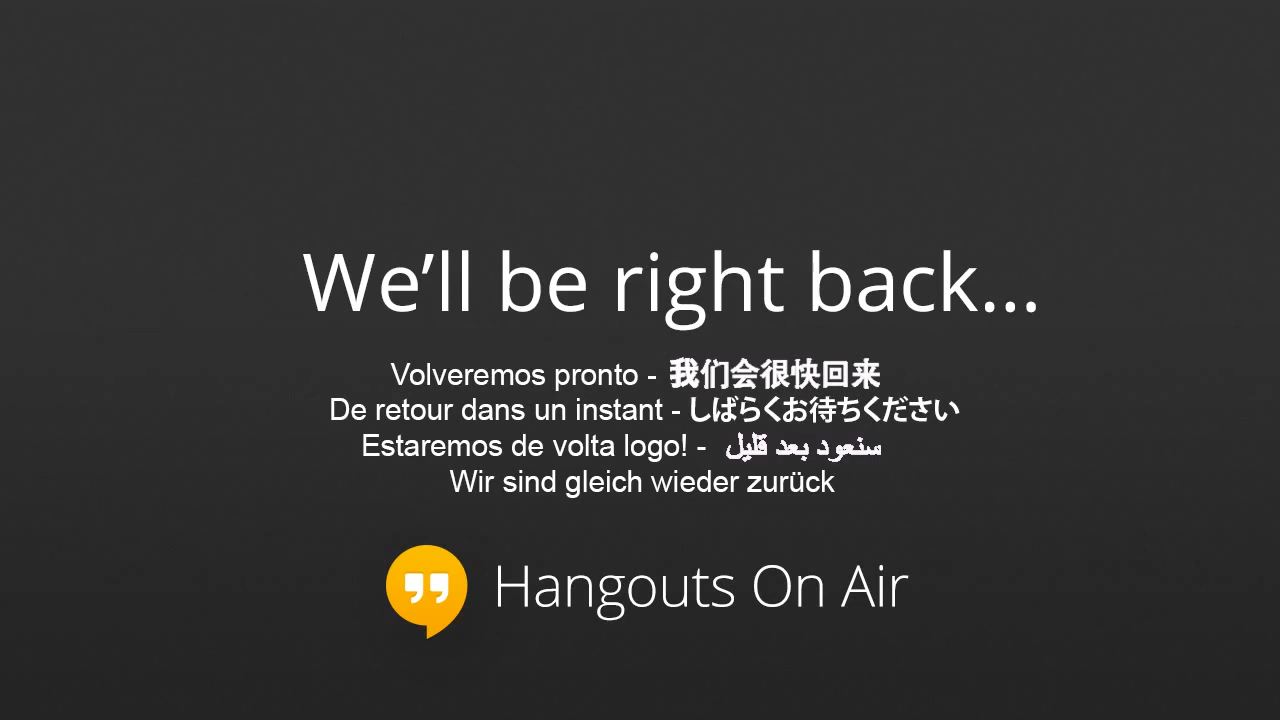 We’ll be right back...
Volveremos pronto - 我们会很快回来
De retour dans un instant - しばらくお待ちください
Estaremos de volta logo! - سنعود بعد قليل
Wir sind gleich wieder zurück
Hangouts On Air